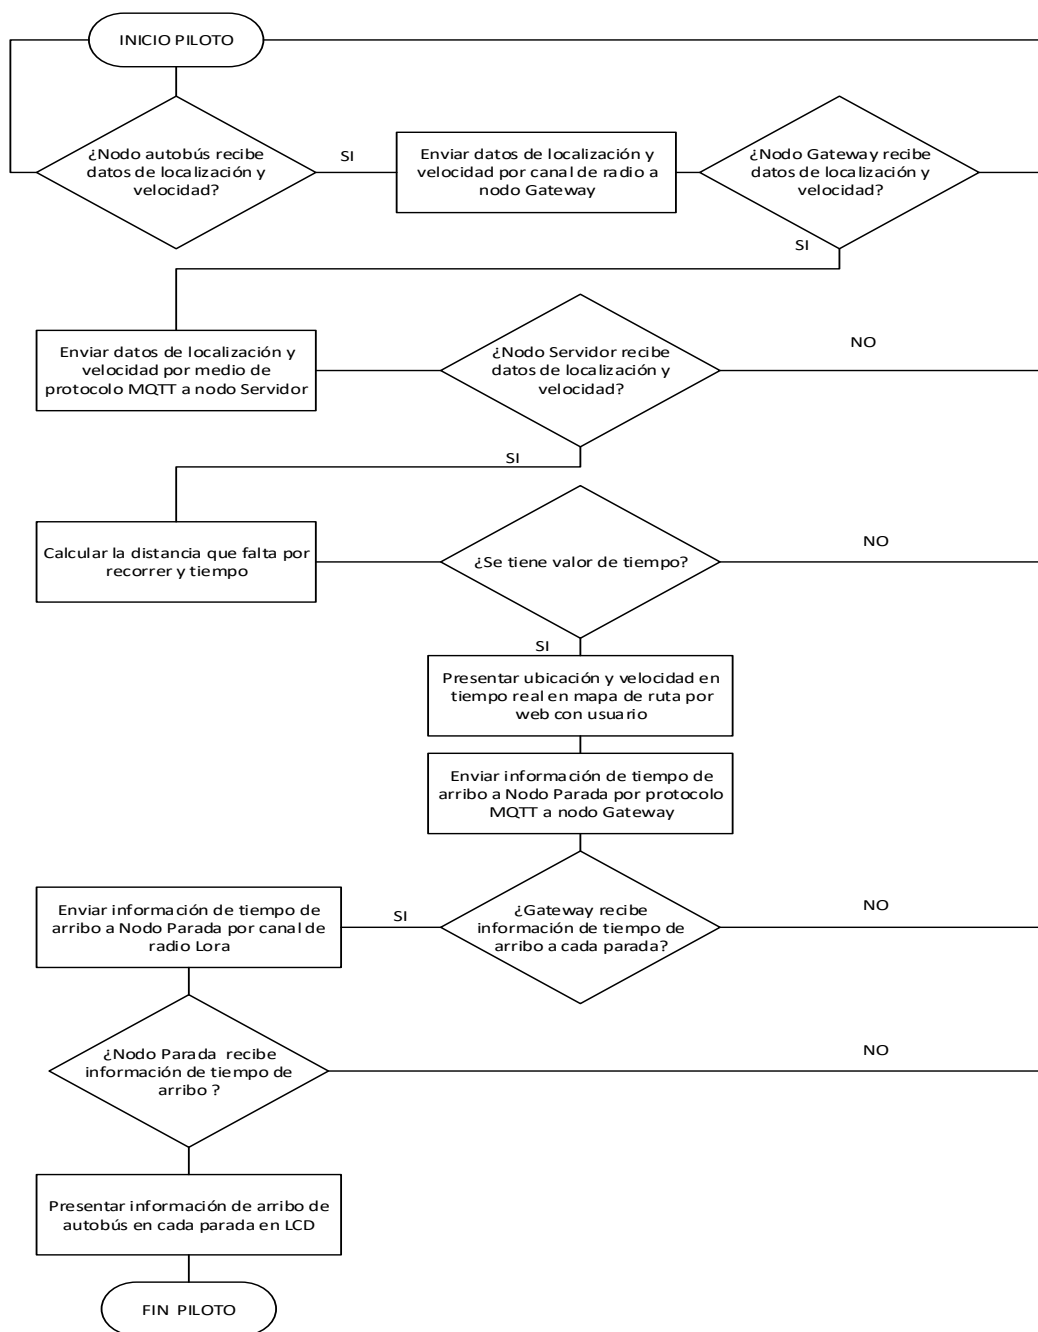 INICIO PILOTO
¿Nodo autobús recibe
datos de localización y
velocidad?
SI
Enviar datos de localización y
velocidad por canal de radio a
nodo Gateway
¿Nodo Gateway recibe
datos de localización y
velocidad?
SI
Enviar datos de localización y
velocidad por medio de
protocolo MQTT a nodo Servidor
¿Nodo Servidor recibe
datos de localización y
velocidad?
NO
SI
Calcular la distancia que falta por
recorrer y tiempo
¿Se tiene valor de tiempo?
NO
SI
Presentar ubicación y velocidad en
tiempo real en mapa de ruta por
web con usuario
Enviar información de tiempo de
arribo a Nodo Parada por protocolo
MQTT a nodo Gateway
¿Gateway recibe
información de tiempo de
arribo a cada parada?
NO
SI
Enviar información de tiempo de
arribo a Nodo Parada por canal de
radio Lora
¿Nodo Parada recibe
información de tiempo de
arribo ?
NO
Presentar información de arribo de
autobús en cada parada en LCD
FIN PILOTO